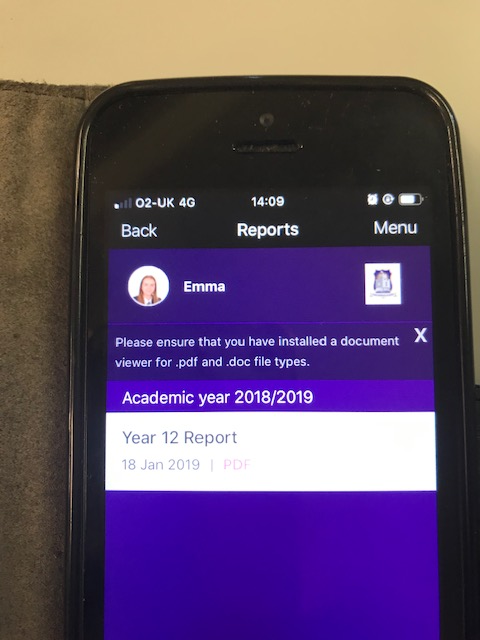 O2-UK 4G 14:09
Back Reports Menu
Emma
Please ensure that you have installed a document X
viewer for .pdf and .doc file types.
Academic year 2018/2019
Year 12 Report
18 Jan 2019 | PDF